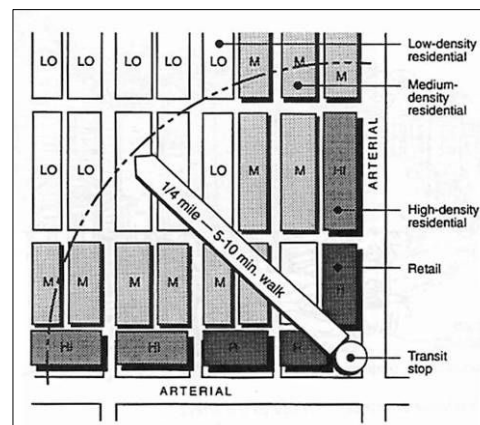 LO LO LO LO LO M M M
Low-density
residential
Medium-
density
residential
ARTERIAL
LO LO LO LO M M HI
1/4 mile — 5-10 min. walk
High-density
residential
M M M M M M
Retail
HI HI
Transit
stop
ARTERIAL